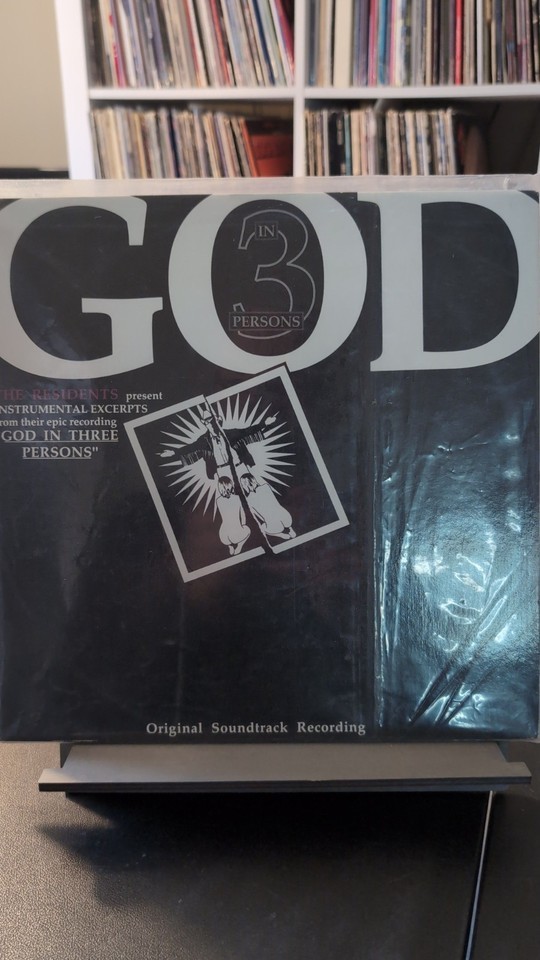 GOD
IN
3
PERSONS
THE RESIDENTS present
INSTRUMENTAL EXCERPTS
from their epic recording
"GOD IN THREE
PERSONS"
Original Soundtrack Recording